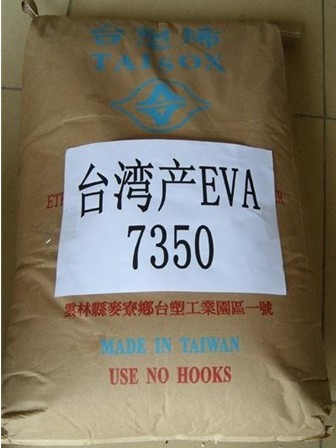 台塑烯
TAISOX
台湾产EVA
7350
雲林縣麥寮鄉台塑工業園區一號
MADE IN TAIWAN
USE NO HOOKS